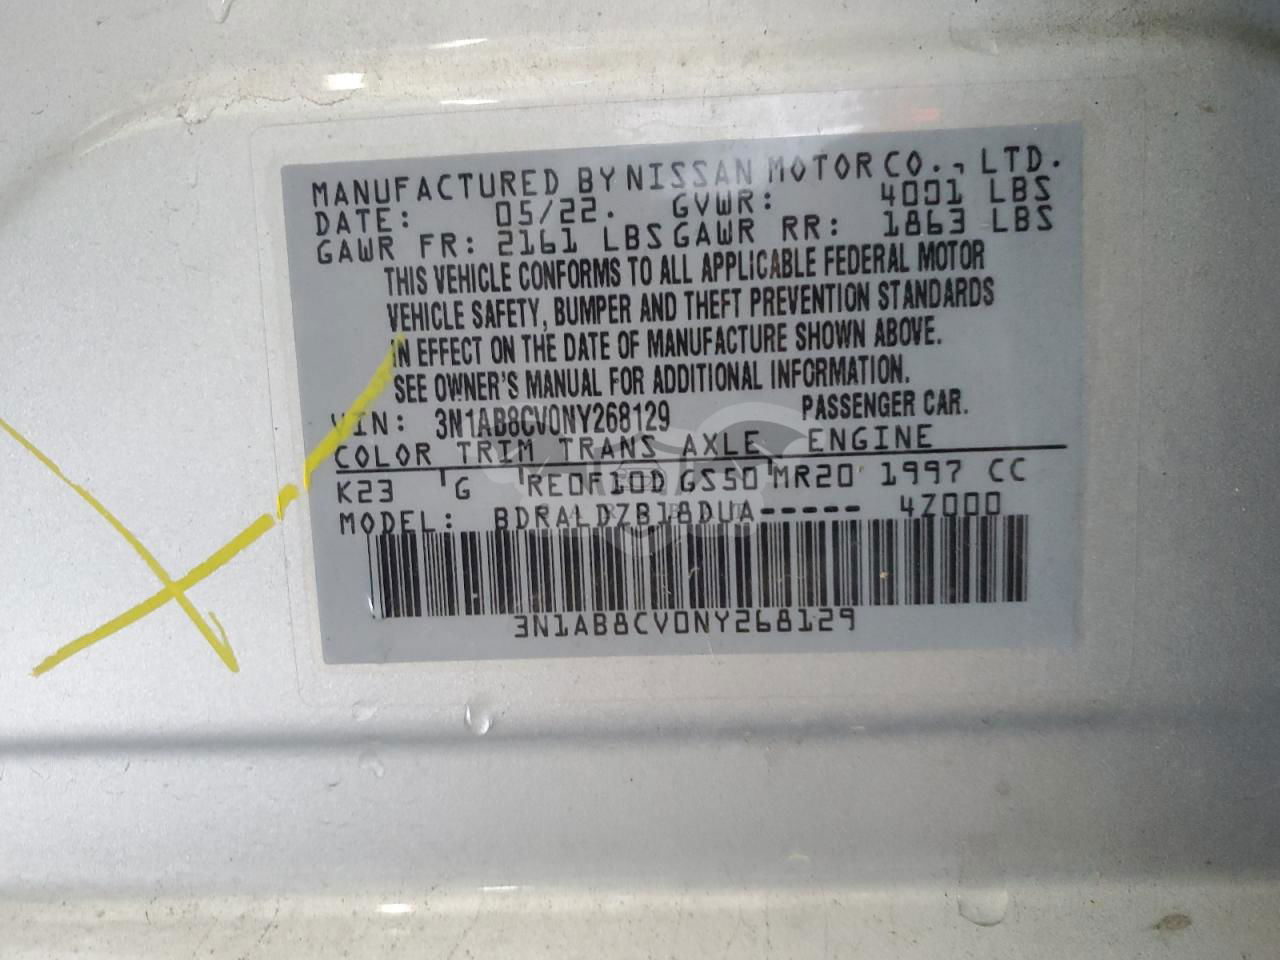 MANUFACTURED BY NISSAN MOTOR CO., LTD.
DATE: 05/22. GVWR: 4001 LBS
GAWR FR: 2161 LBS GAWR RR: 1863 LBS
THIS VEHICLE CONFORMS TO ALL APPLICABLE FEDERAL MOTOR
VEHICLE SAFETY, BUMPER AND THEFT PREVENTION STANDARDS
IN EFFECT ON THE DATE OF MANUFACTURE SHOWN ABOVE.
SEE OWNER'S MANUAL FOR ADDITIONAL INFORMATION.
VIN: 3N1AB8CV0NY268129 PASSENGER CAR.
COLOR TRIM TRANS AXLE ENGINE
K23 G RE0F10D GS50 MR20 1997 CC
MODEL: BDRALDZB18DUA----- 4Z000
3N1AB8CV0NY268129